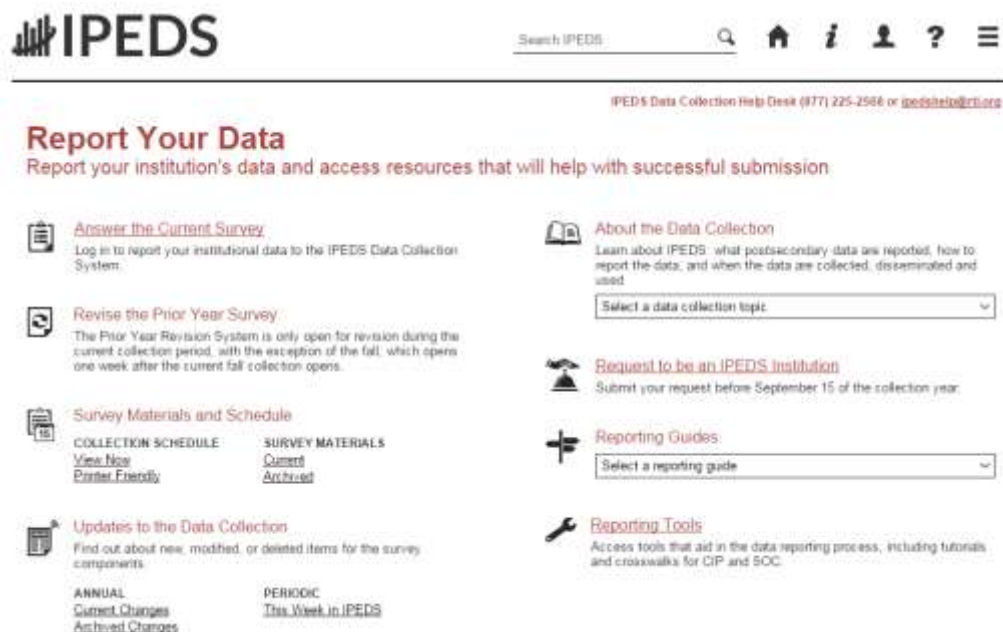 IPEDS
Search IPEDS
IPEDS Data Collection Help Desk (877) 225-2568 or ipedshelp@rti.org
Report Your Data
Report your institution's data and access resources that will help with successful submission
Answer the Current Survey
Log in to report your institutional data to the IPEDS Data Collection
System.
Revise the Prior Year Survey
The Prior Year Revision System is only open for revision during the
current collection period, with the exception of the fall, which opens
one week after the current fall collection opens.
Survey Materials and Schedule
COLLECTION SCHEDULE
View Now
Printer Friendly
SURVEY MATERIALS
Current
Archived
Updates to the Data Collection
Find out about new, modified, or deleted items for the survey
components.
ANNUAL
Current Changes
Archived Changes
PERIODIC
This Week in IPEDS
About the Data Collection
Learn about IPEDS: what postsecondary data are reported, how to
report the data, and when the data are collected, disseminated and
used.
Select a data collection topic
Request to be an IPEDS Institution
Submit your request before September 15 of the collection year.
Reporting Guides
Select a reporting guide
Reporting Tools
Access tools that aid in the data reporting process, including tutorials
and crosswalks for CIP and SOC.